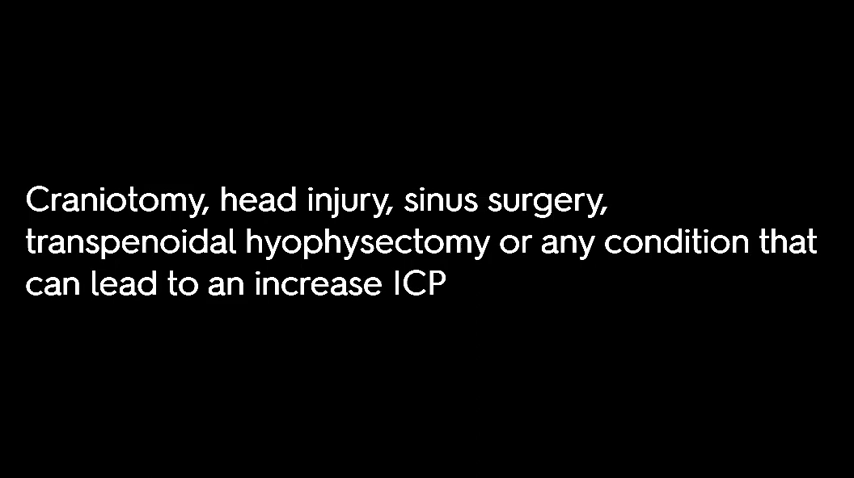 Craniotomy, head injury, sinus surgery,
transpenoidal hyophysectomy or any condition that
can lead to an increase ICP